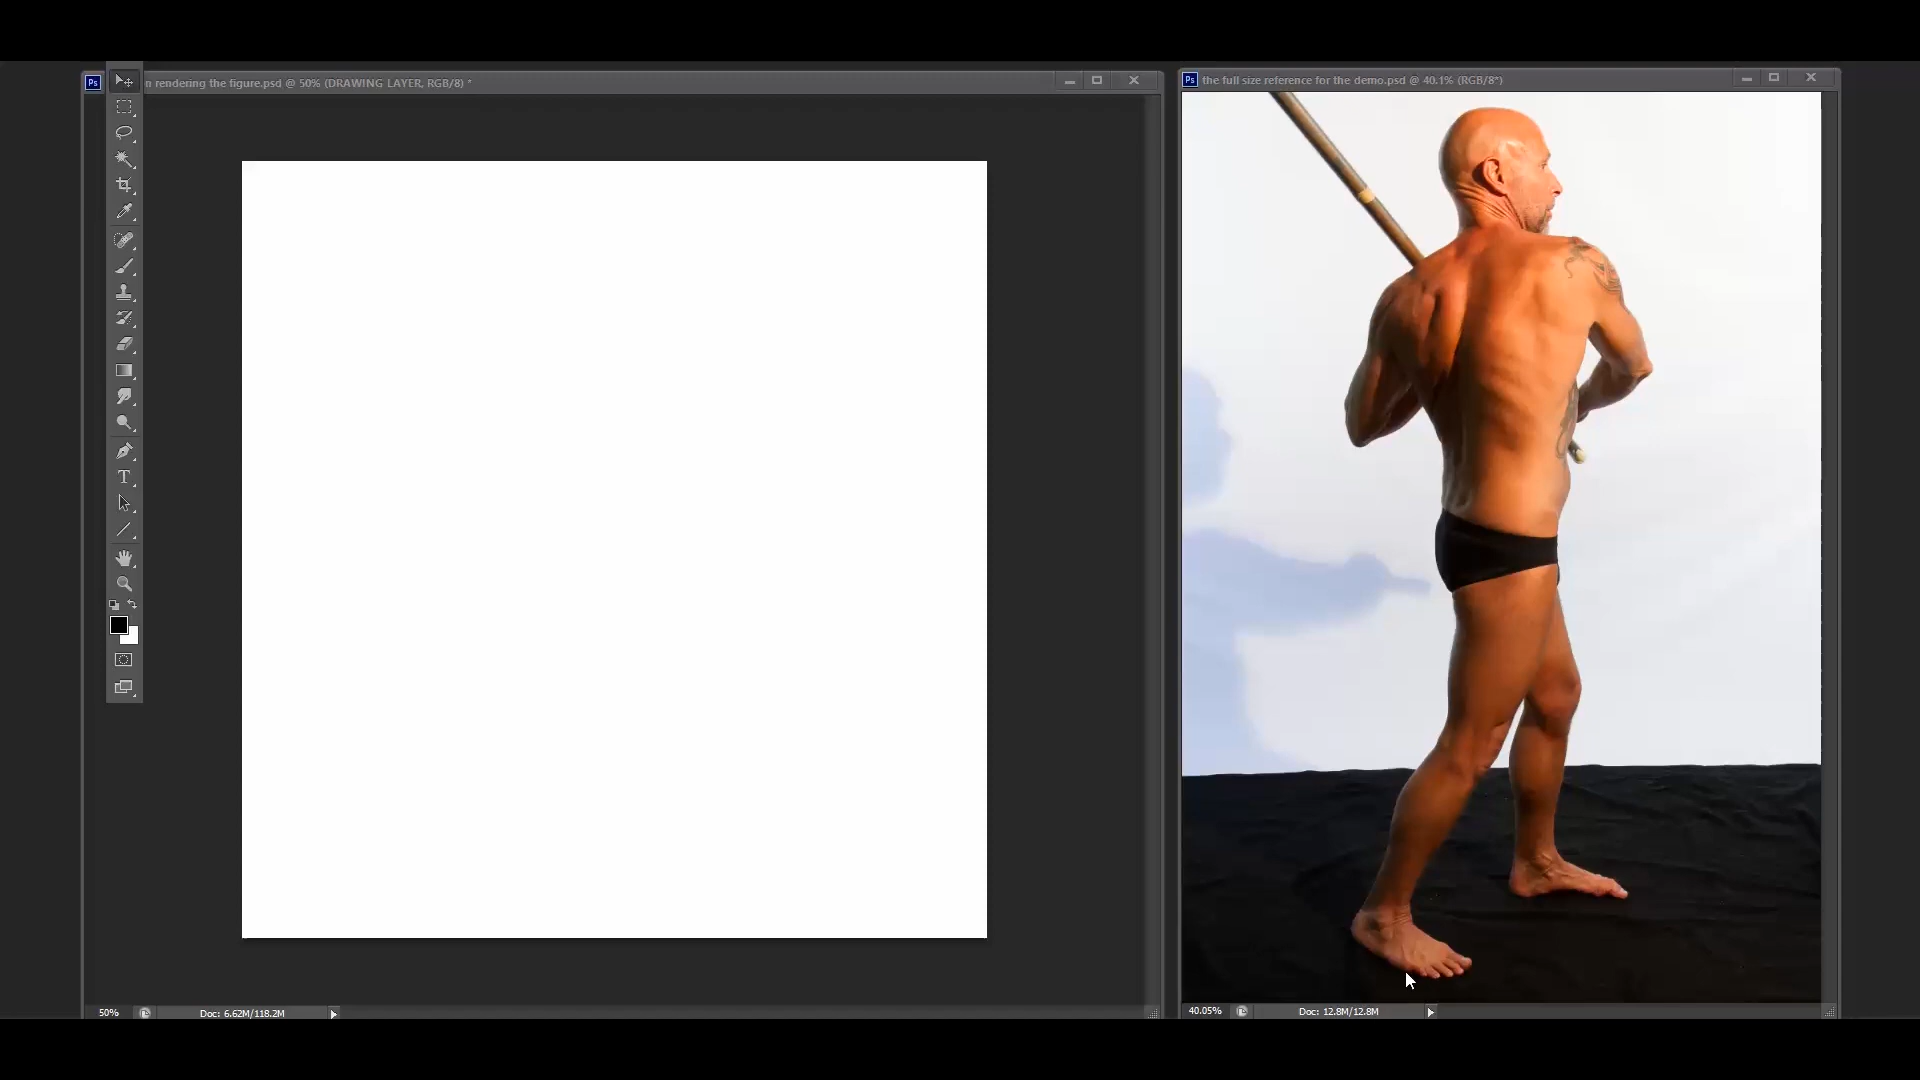 Ps n rendering the figure.psd @ 50% (DRAWING LAYER, RGB/8) *
Ps the full size reference for the demo.psd @ 40.1% (RGB/8*)
T
50% Doc: 6.62M/118.2M
40.05% Doc: 12.8M/12.8M